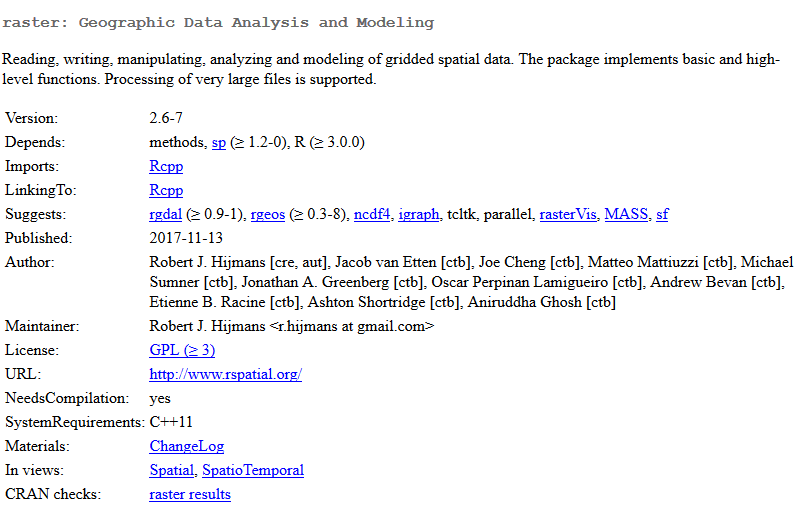 raster: Geographic Data Analysis and Modeling
Reading, writing, manipulating, analyzing and modeling of gridded spatial data. The package implements basic and high-
level functions. Processing of very large files is supported.
Version: 2.6-7
Depends: methods, sp (≥ 1.2-0), R (≥ 3.0.0)
Imports: Rcpp
LinkingTo: Rcpp
Suggests: rgdal (≥ 0.9-1), rgeos (≥ 0.3-8), ncdf4, igraph, tcltk, parallel, rasterVis, MASS, sf
Published: 2017-11-13
Author: Robert J. Hijmans [cre, aut], Jacob van Etten [ctb], Joe Cheng [ctb], Matteo Mattiuzzi [ctb], Michael
Sumner [ctb], Jonathan A. Greenberg [ctb], Oscar Perpinan Lamigueiro [ctb], Andrew Bevan [ctb],
Etienne B. Racine [ctb], Ashton Shortridge [ctb], Aniruddha Ghosh [ctb]
Maintainer: Robert J. Hijmans <r.hijmans at gmail.com>
License: GPL (≥ 3)
URL: http://www.rspatial.org/
NeedsCompilation: yes
SystemRequirements: C++11
Materials: ChangeLog
In views: Spatial, SpatioTemporal
CRAN checks: raster results